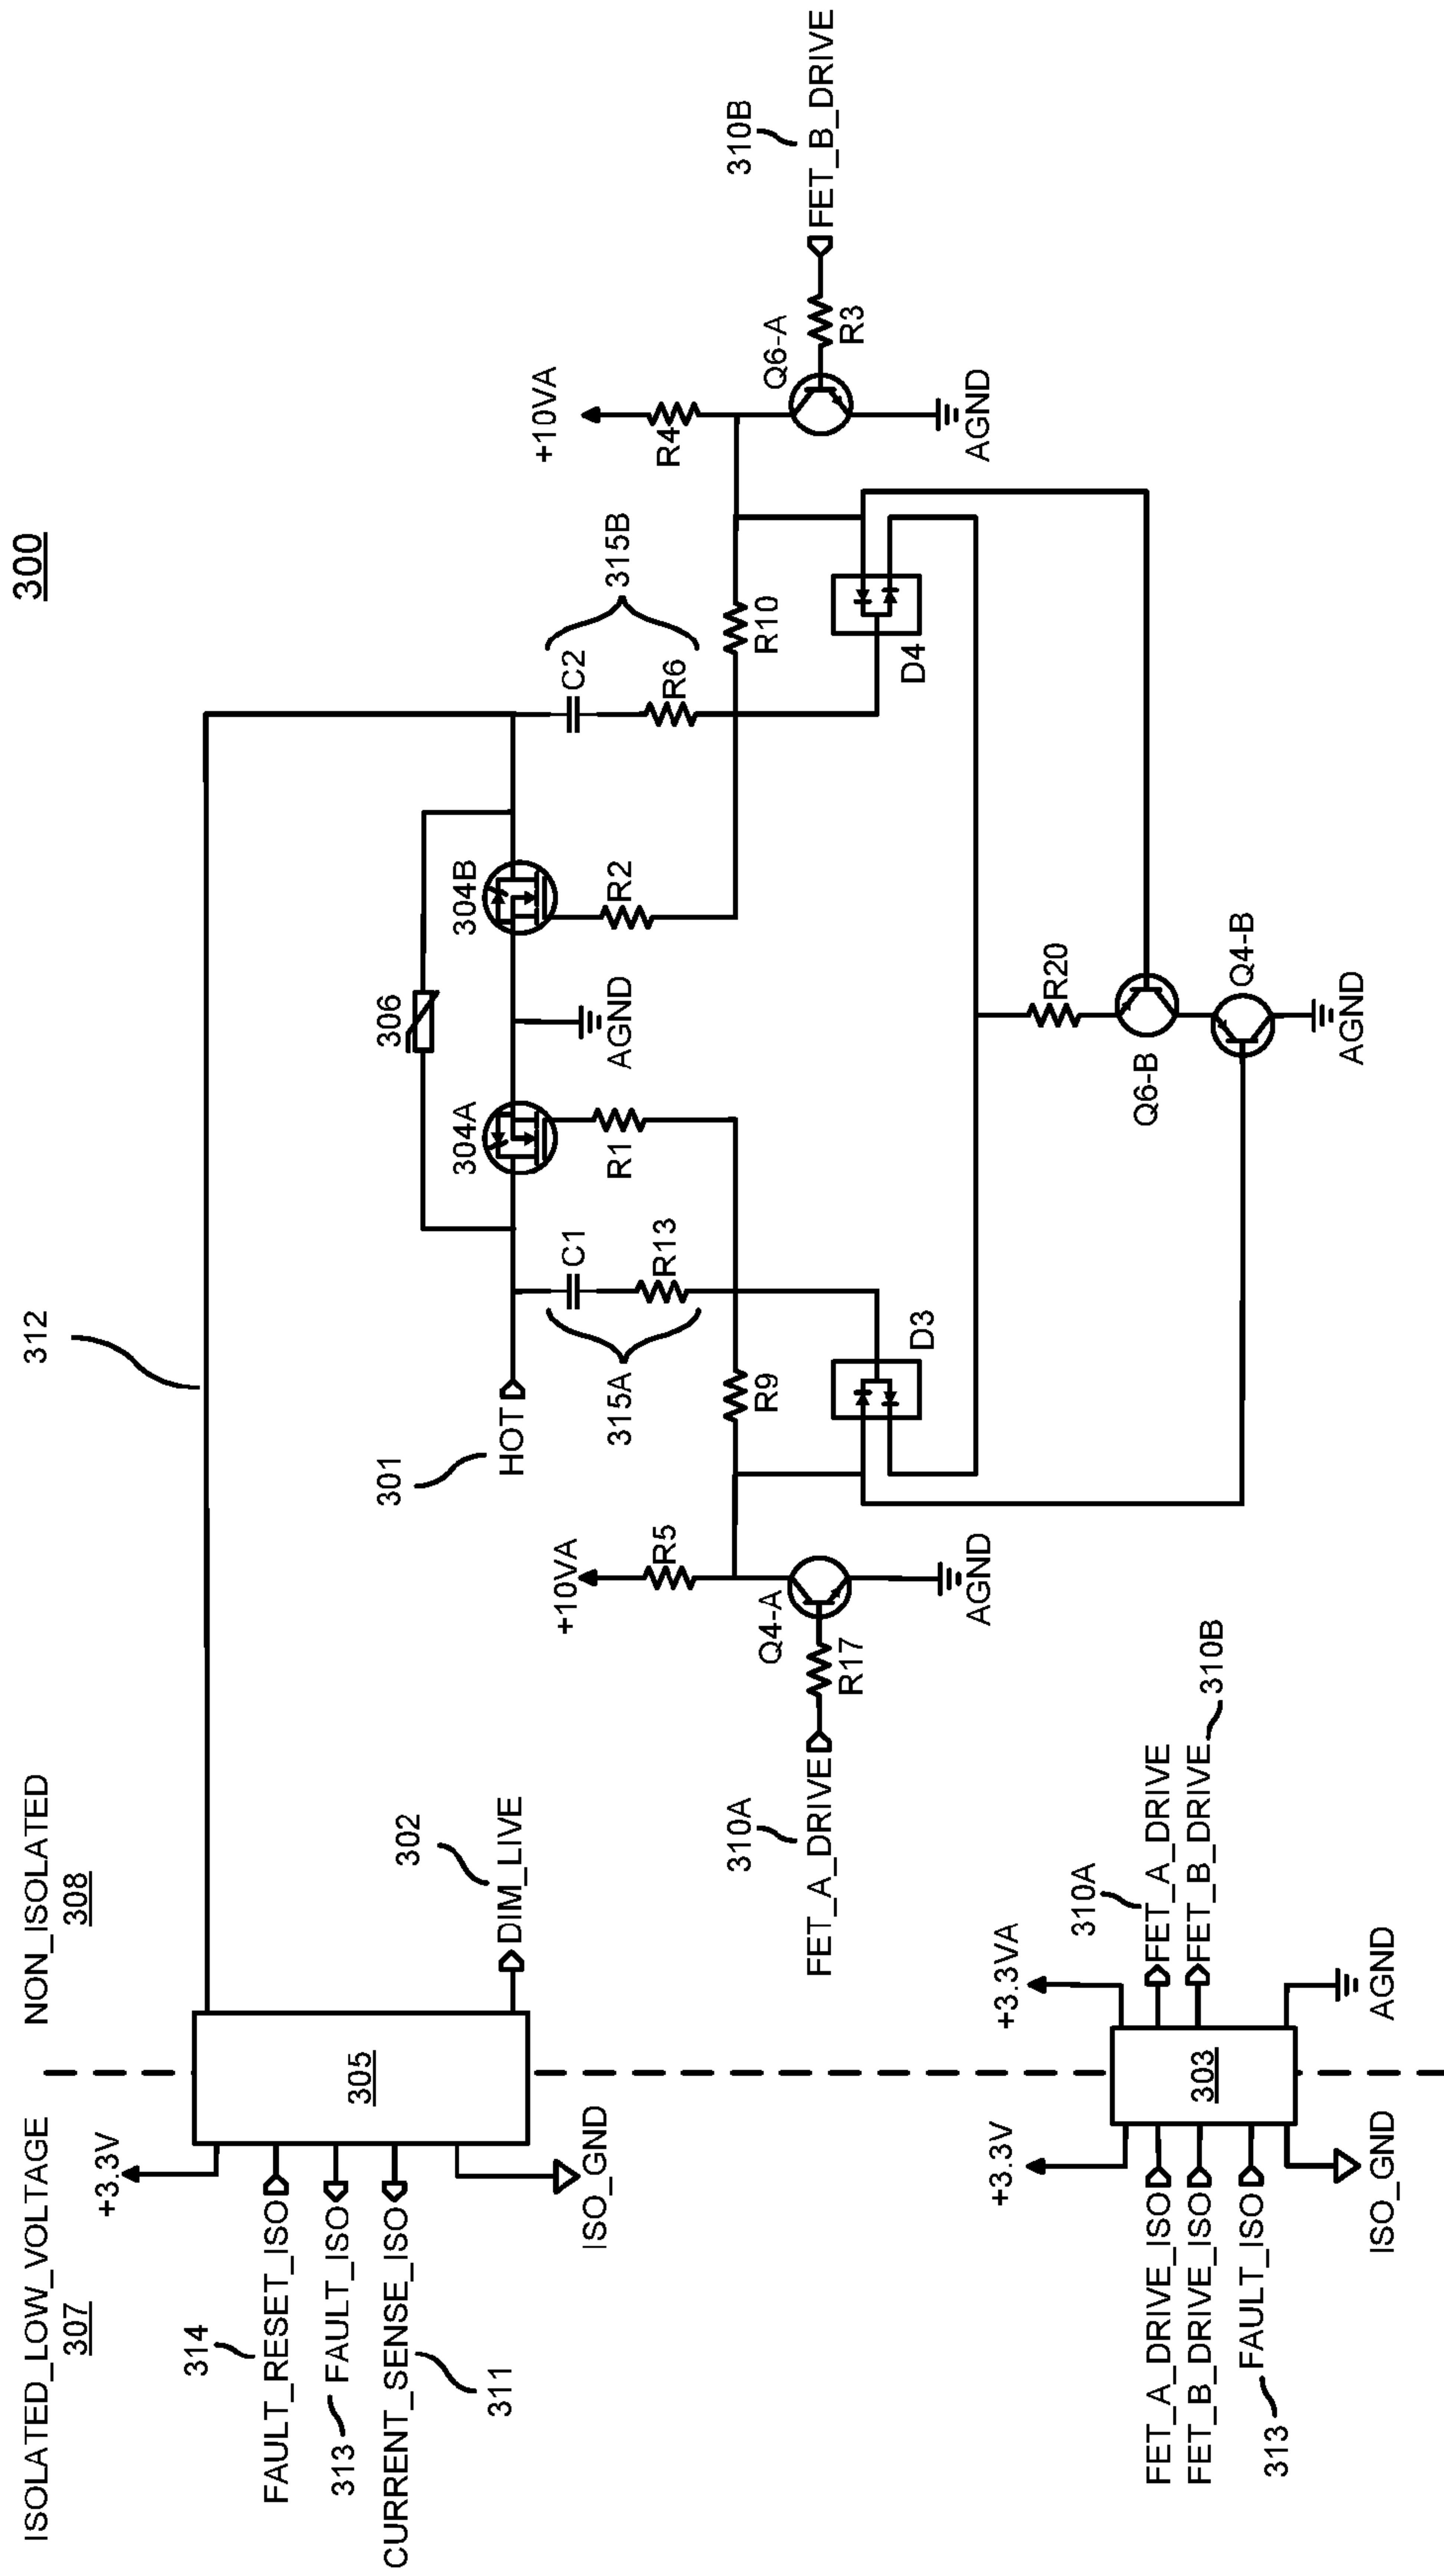 300
ISOLATED_LOW_VOLTAGE
307
NON_ISOLATED
308
312
+3.3V
314
FAULT_RESET_ISO
313
FAULT_ISO
CURRENT_SENSE_ISO
311
ISO_GND
305
302
DIM_LIVE
301
HOT
306
304A
304B
AGND
C1
R13
315A
R1
R2
C2
R6
315B
+10VA
R5
R9
R10
+10VA
R4
Q4-A
R17
310A
FET_A_DRIVE
AGND
D3
D4
Q6-A
R3
310B
FET_B_DRIVE
AGND
R20
Q6-B
Q4-B
AGND
+3.3V
FET_A_DRIVE_ISO
FET_B_DRIVE_ISO
FAULT_ISO
313
ISO_GND
303
+3.3VA
310A
FET_A_DRIVE
FET_B_DRIVE
310B
AGND